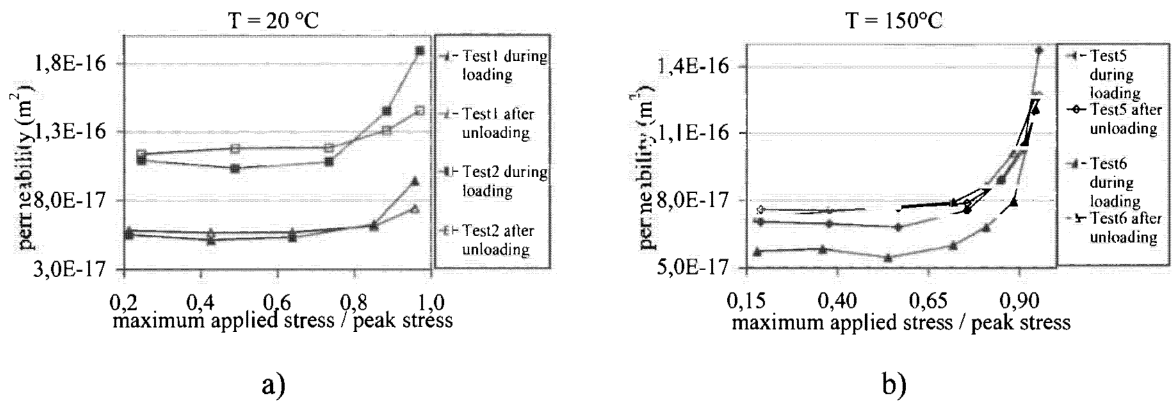 T = 20 °C
1,8E-16
1,3E-16
8,0E-17
3,0E-17
permeability (m²)
0,2 0,4 0,6 0,8 1,0
maximum applied stress / peak stress
Test1 during
loading
Test1 after
unloading
Test2 during
loading
Test2 after
unloading
a)
T = 150°C
1,4E-16
1,1E-16
8,0E-17
5,0E-17
permeability (m²)
0,15 0,40 0,65 0,90
maximum applied stress / peak stress
Test5
during
loading
Test5 after
unloading
Test6
during
loading
Test6 after
unloading
b)